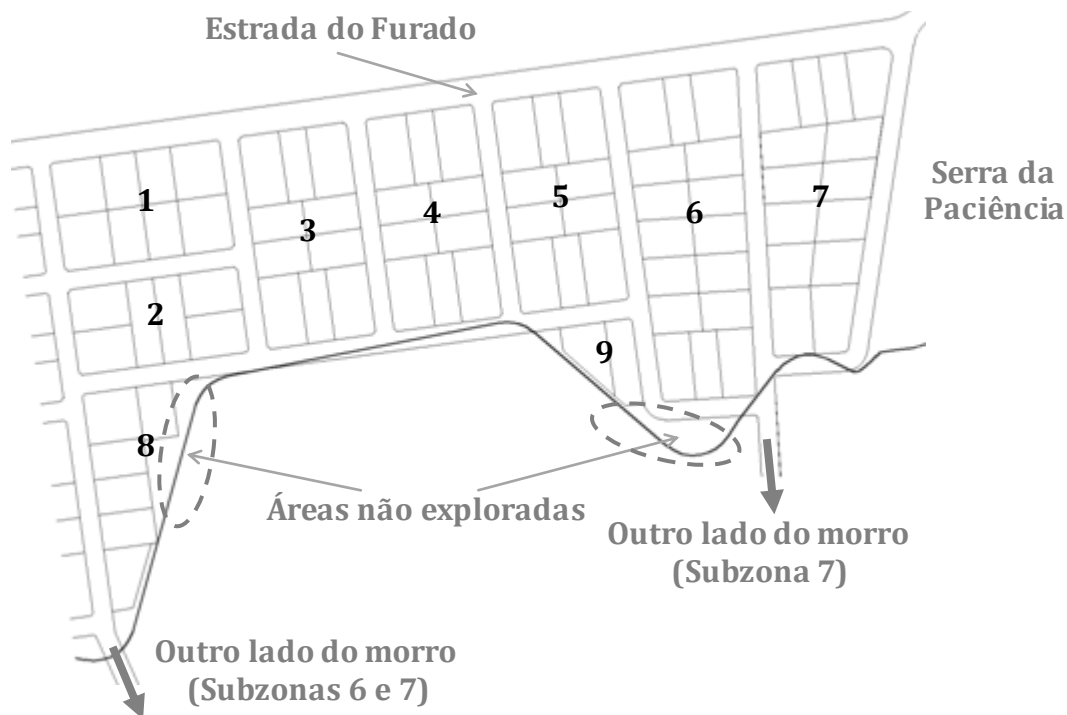 Estrada do Furado
1
2
3
4
5
6
7
Serra da
Paciência
8
9
Áreas não exploradas
Outro lado do morro
(Subzona 7)
Outro lado do morro
(Subzonas 6 e 7)